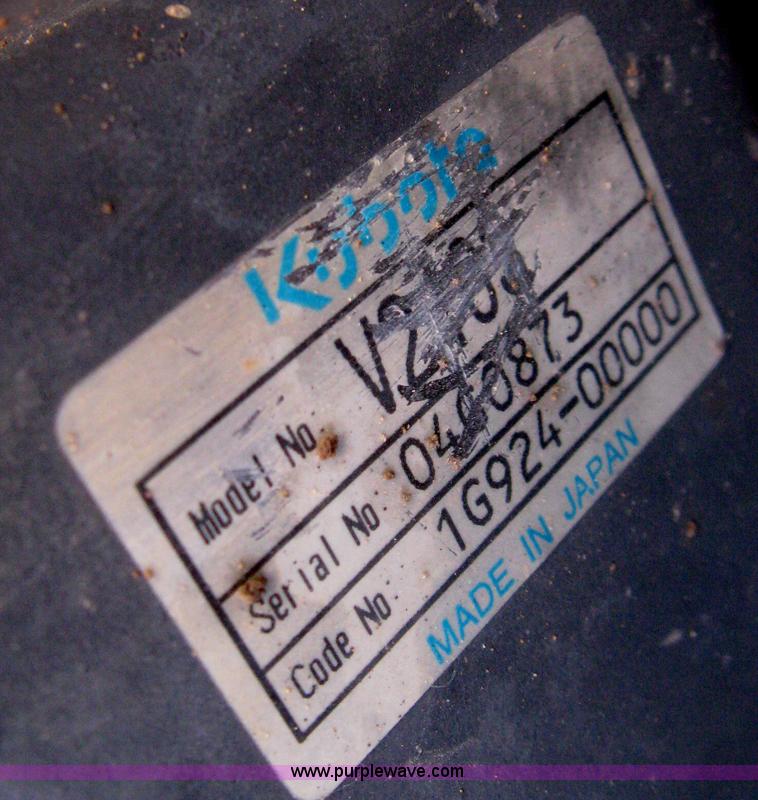 Kubota
Model No.
Serial No.
Code No. 1G924-00000
MADE IN JAPAN
www.purplewave.com